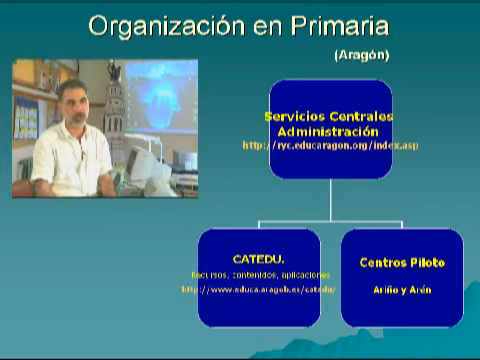 Organización en Primaria
(Aragón)
Servicios Centrales
Administración
http://ryc.educaragon.org/index.asp
CATEDU.
Recursos, contenidos, aplicaciones
http://www.educa.aragob.es/catedu/
Centros Piloto
Ariño y Arén